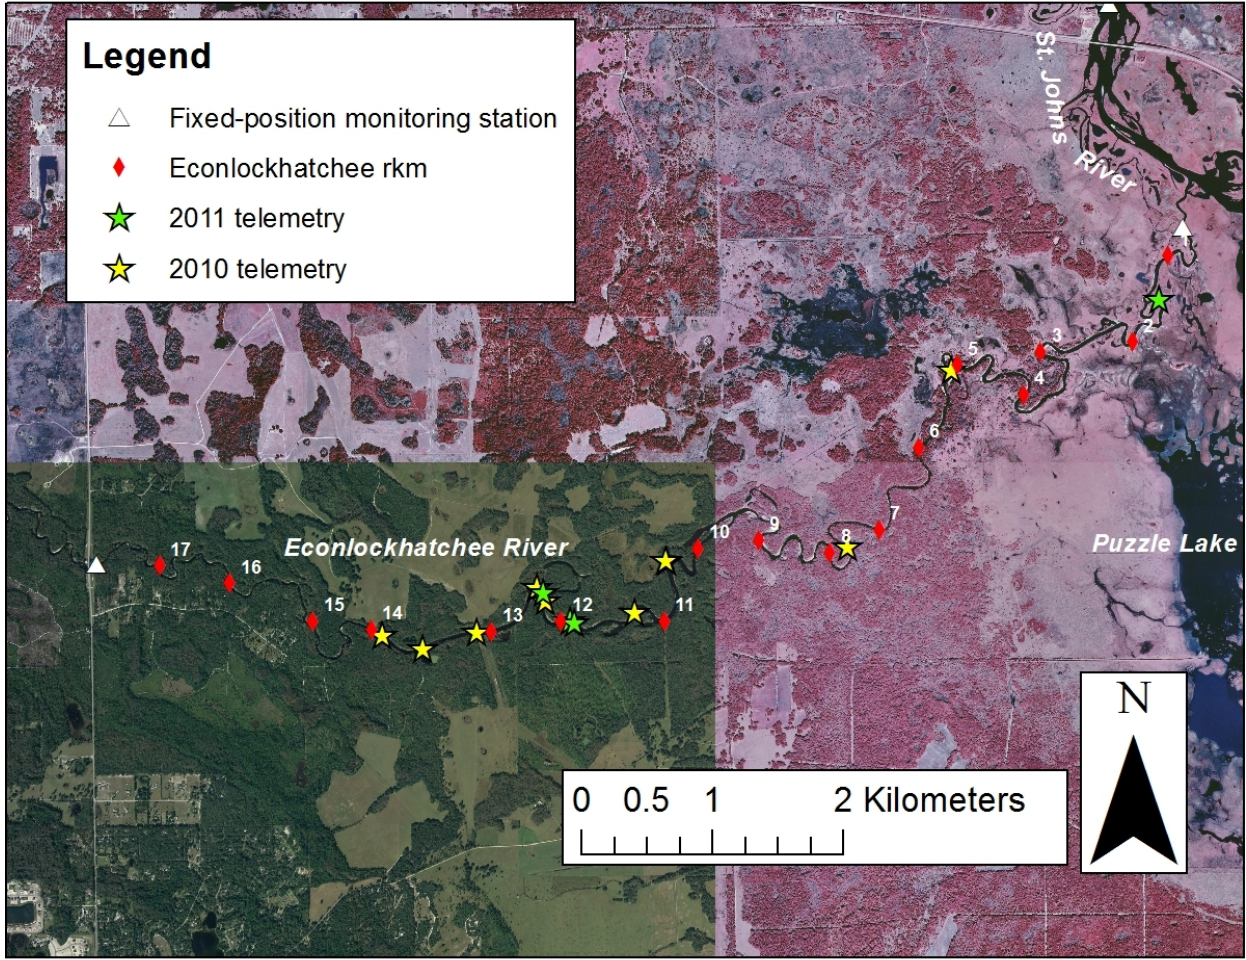 Legend
Fixed-position monitoring station
Econlockhatchee rkm
2011 telemetry
2010 telemetry
St. Johns River
1
2
3
4
5
6
7
8
9
10
11
12
13
14
15
16
17
Econlockhatchee River
Puzzle Lake
N
0 0.5 1 2 Kilometers